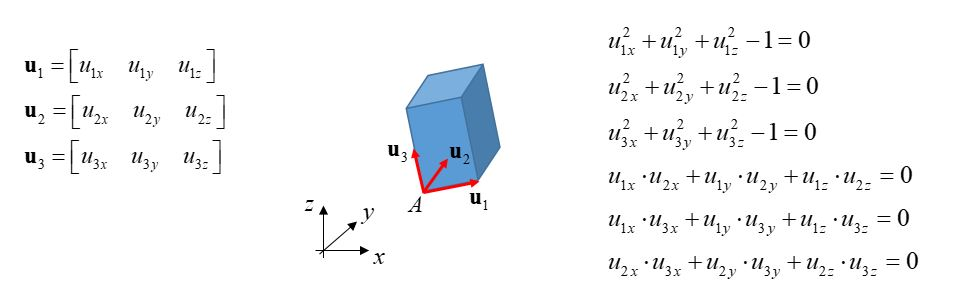 u₁ = [u₁ₓ u₁y u₁z]
u₂ = [u₂ₓ u₂y u₂z]
u₃ = [u₃ₓ u₃y u₃z]
u₃ u₂
A u₁
z y
x
u₁ₓ² + u₁y² + u₁z² − 1 = 0
u₂ₓ² + u₂y² + u₂z² − 1 = 0
u₃ₓ² + u₃y² + u₃z² − 1 = 0
u₁ₓ · u₂ₓ + u₁y · u₂y + u₁z · u₂z = 0
u₁ₓ · u₃ₓ + u₁y · u₃y + u₁z · u₃z = 0
u₂ₓ · u₃ₓ + u₂y · u₃y + u₂z · u₃z = 0